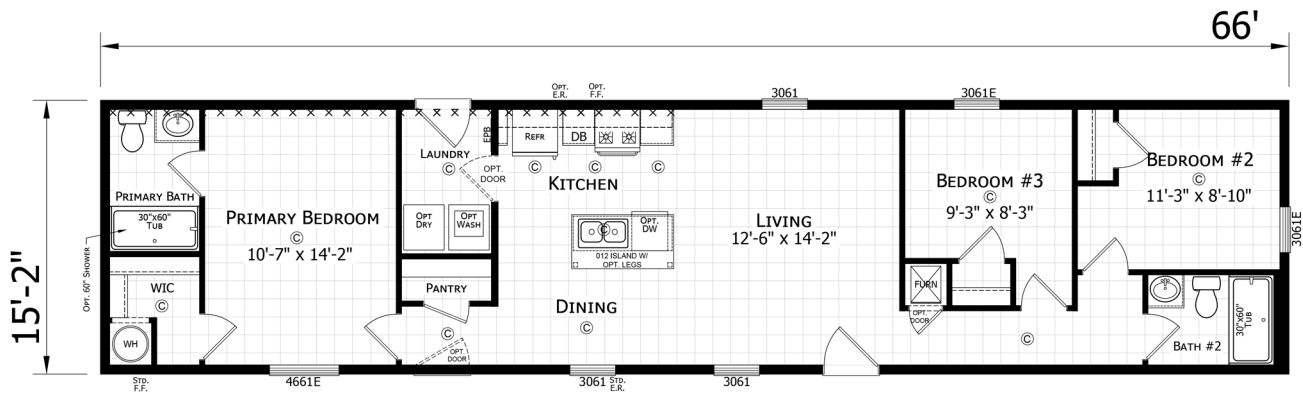 66'
15'-2"
OPT.
E.R.
OPT.
F.F.
3061
3061E
EPB
REFR
DB
LAUNDRY
C
OPT.
DOOR
C
C
C
KITCHEN
BEDROOM #2
C
11'-3" x 8'-10"
BEDROOM #3
C
9'-3" x 8'-3"
PRIMARY BATH
30"x60"
TUB
PRIMARY BEDROOM
C
10'-7" x 14'-2"
OPT
DRY
OPT
WASH
C
OPT.
DW
012 ISLAND W/
OPT. LEGS
LIVING
12'-6" x 14'-2"
3061E
OPT. 60" SHOWER
WIC
C
WH
PANTRY
C
OPT.
DOOR
DINING
C
FURN
OPT.
DOOR
C
30"x60"
TUB
BATH #2
STD.
F.F.
4661E
3061
STD.
E.R.
3061